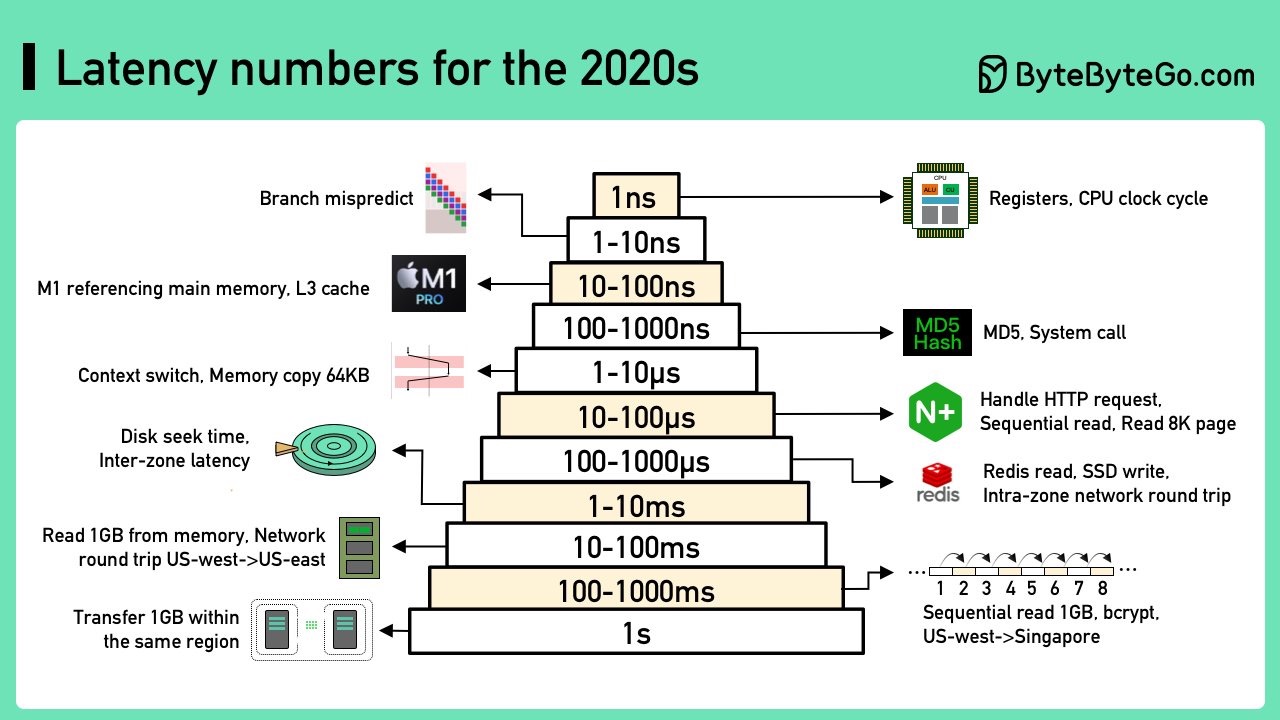 Latency numbers for the 2020s
ByteByteGo.com
Branch mispredict
1ns
CPU
ALU
CU
Registers, CPU clock cycle
1-10ns
M1 referencing main memory, L3 cache
M1
PRO
10-100ns
100-1000ns
MD5
Hash
MD5, System call
Context switch, Memory copy 64KB
1-10µs
10-100µs
N+
Handle HTTP request,
Sequential read, Read 8K page
Disk seek time,
Inter-zone latency
100-1000µs
redis
Redis read, SSD write,
Intra-zone network round trip
1-10ms
Read 1GB from memory, Network
round trip US-west->US-east
10-100ms
100-1000ms
... ...
1 2 3 4 5 6 7 8
Sequential read 1GB, bcrypt,
US-west->Singapore
Transfer 1GB within
the same region
1s